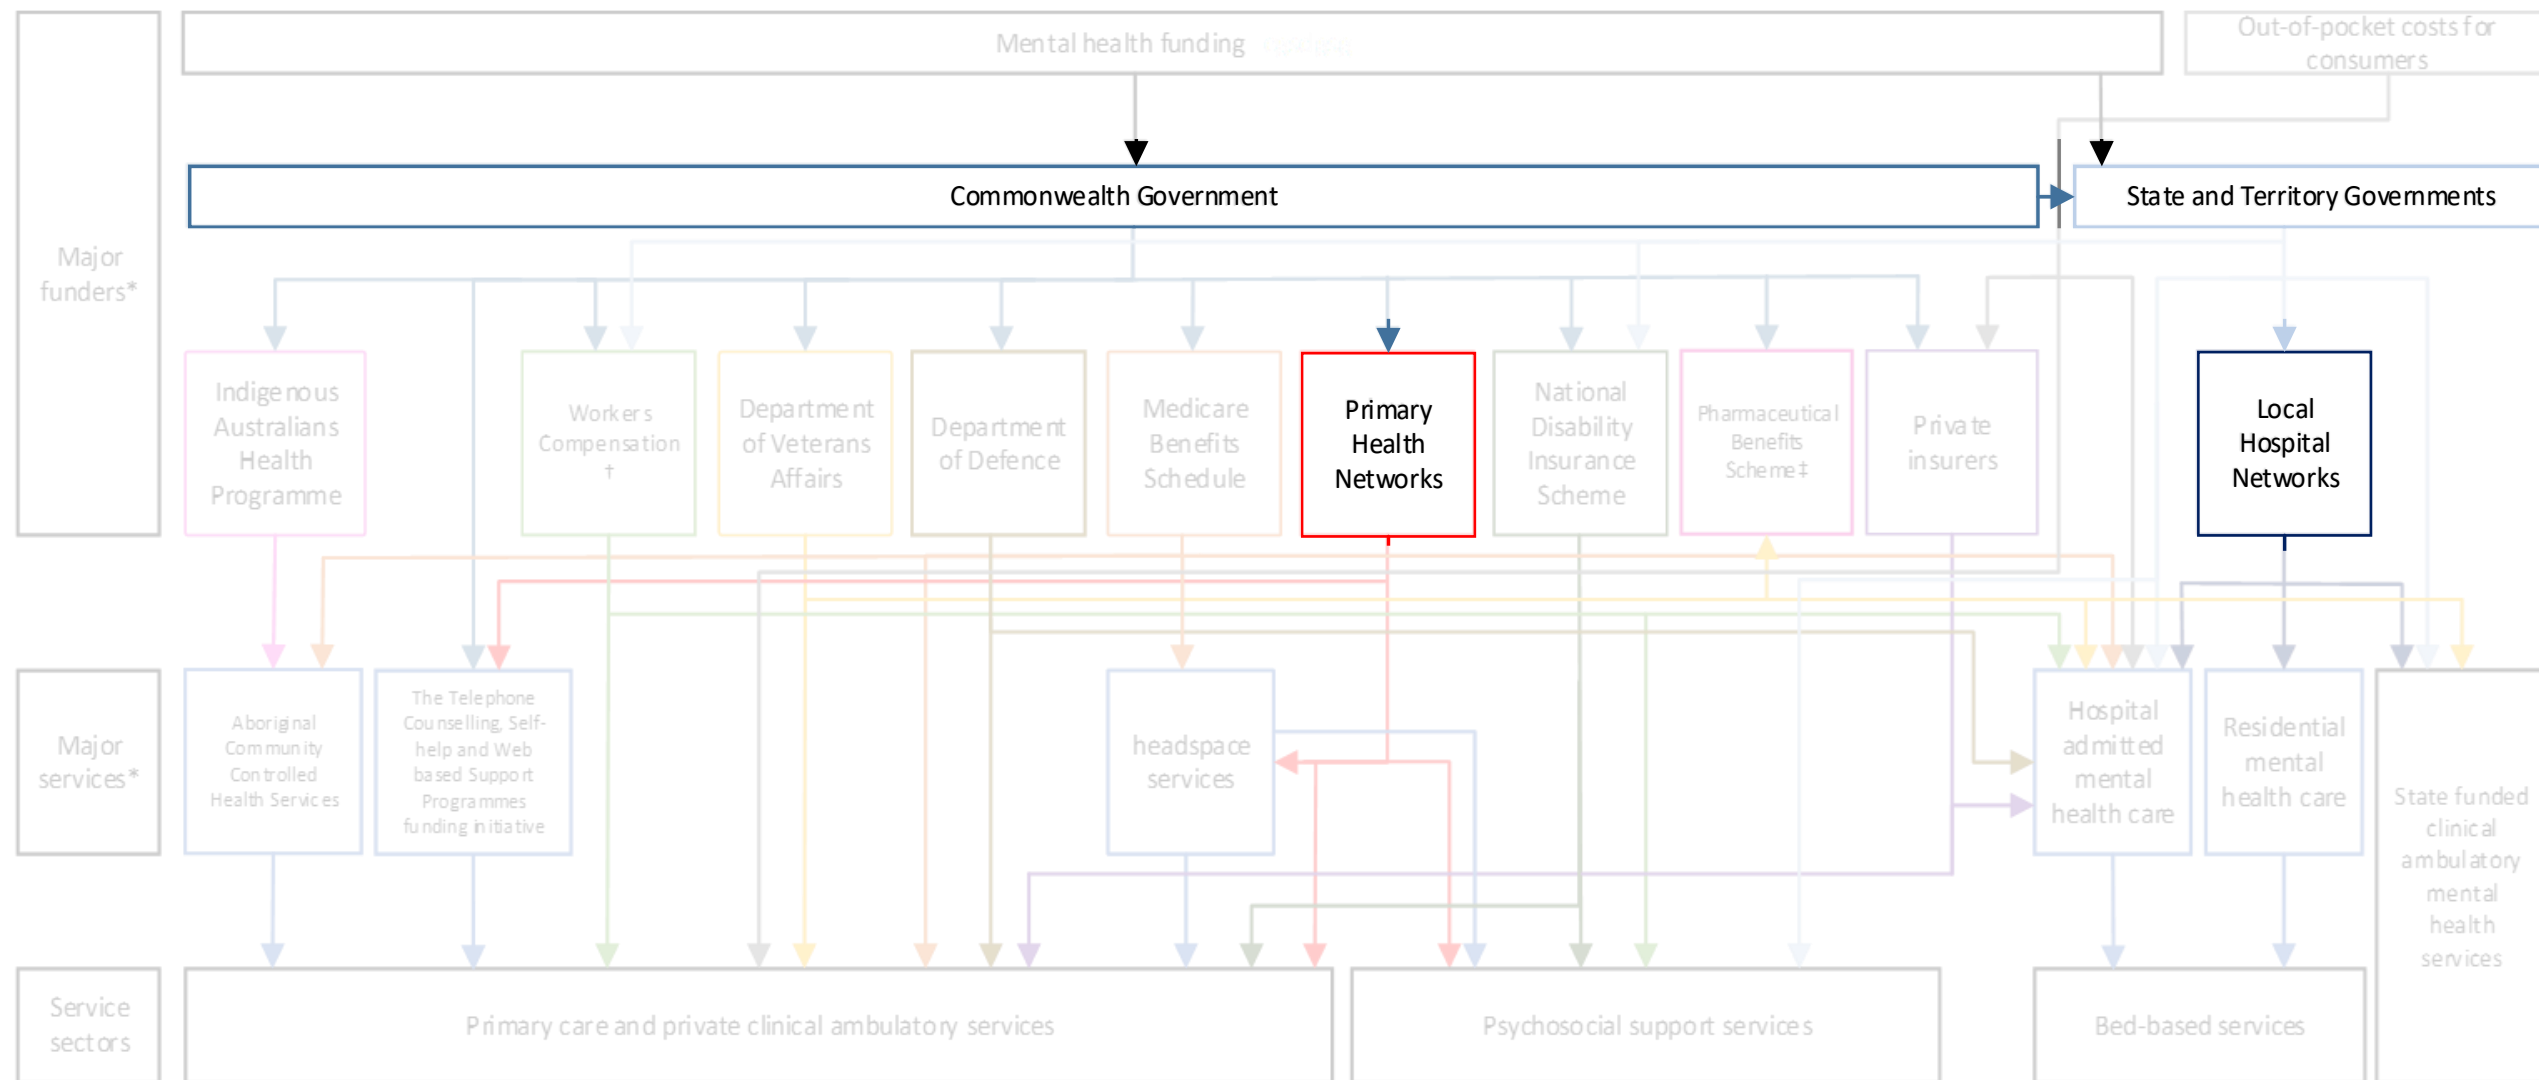 Mental health funding
Out-of-pocket costs for
consumers
Commonwealth Government
State and Territory Governments
Major
funders*
Indigenous
Australians
Health
Programme
Workers
Compensation
†
Department
of Veterans
Affairs
Department
of Defence
Medicare
Benefits
Schedule
Primary
Health
Networks
National
Disability
Insurance
Scheme
Pharmaceutical
Benefits
Scheme‡
Private
insurers
Local
Hospital
Networks
Major
services*
Aboriginal
Community
Controlled
Health Services
The Telephone
Counselling, Self-
help and Web
based Support
Programmes
funding initiative
headspace
services
Hospital
admitted
mental
health care
Residential
mental
health care
State funded
clinical
ambulatory
mental
health
services
Service
sectors
Primary care and private clinical ambulatory services
Psychosocial support services
Bed-based services